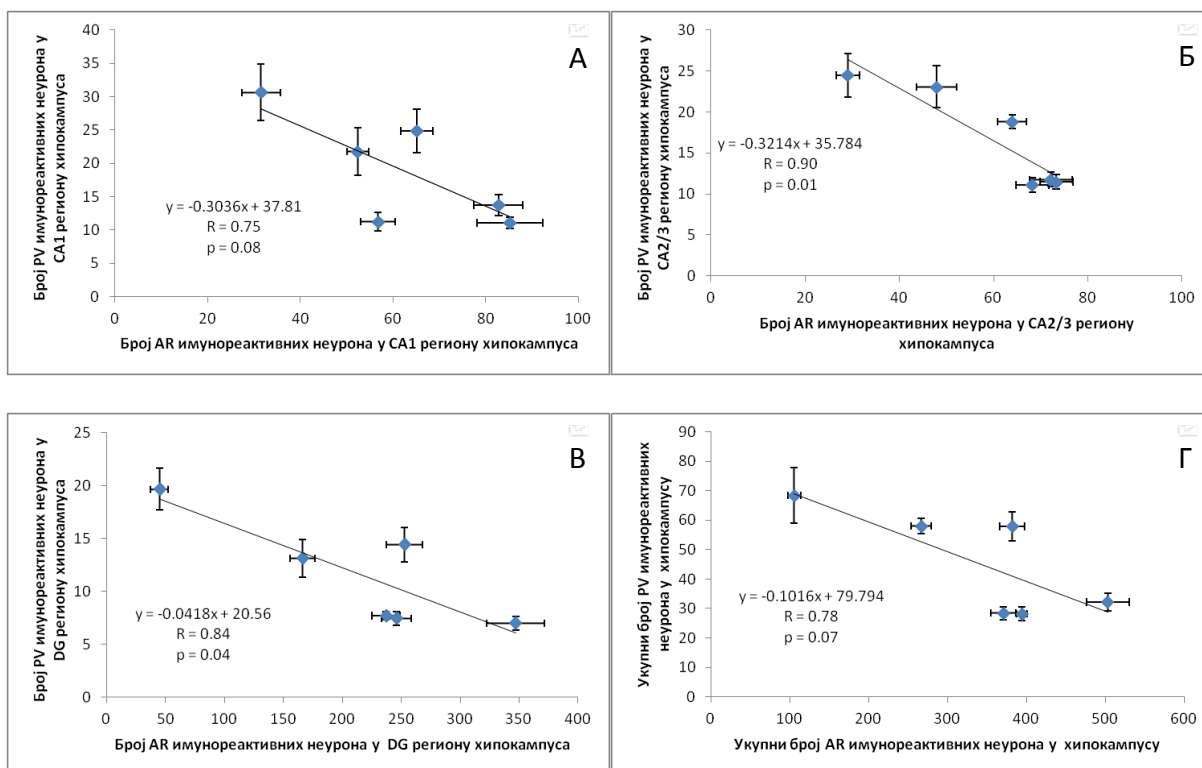 А
Број PV имунореактивних неурона у
CA1 региону хипокампуса
40
35
30
25
20
15
10
5
0
y = -0.3036x + 37.81
R = 0.75
p = 0.08
0 20 40 60 80 100
Број AR имунореактивних неурона у CA1 региону хипокампуса
Б
Број PV имунореактивних неурона у
CA2/3 региону хипокампуса
30
25
20
15
10
5
0
y = -0.3214x + 35.784
R = 0.90
p = 0.01
0 20 40 60 80 100
Број AR имунореактивних неурона у CA2/3 региону
хипокампуса
В
Број PV имунореактивних неурона у
DG региону хипокампуса
25
20
15
10
5
0
y = -0.0418x + 20.56
R = 0.84
p = 0.04
0 50 100 150 200 250 300 350 400
Број AR имунореактивних неурона у DG региону хипокампуса
Г
Укупни број PV имунореактивних
неурона у хипокампусу
90
80
70
60
50
40
30
20
10
0
y = -0.1016x + 79.794
R = 0.78
p = 0.07
0 100 200 300 400 500 600
Укупни број AR имунореактивних неурона у хипокампусу